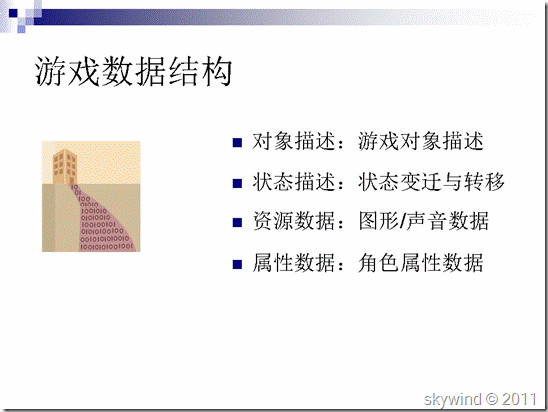 游戏数据结构
对象描述：游戏对象描述
状态描述：状态变迁与转移
资源数据：图形/声音数据
属性数据：角色属性数据
skywind © 2011